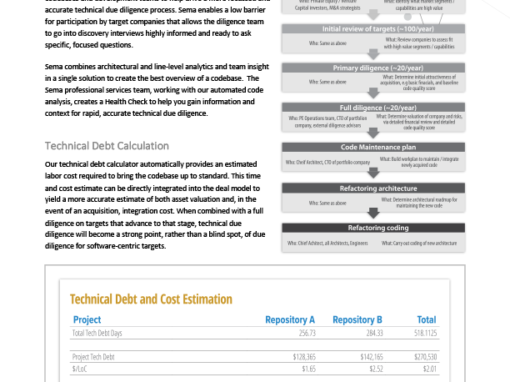 accurate technical due diligence process. Sema enables a low barrier
for participation by target companies that allows the diligence team
to go into discovery interviews highly informed and ready to ask
specific, focused questions.
Sema combines architectural and line-level analytics and team insight
in a single solution to create the best overview of a codebase. The
Sema professional services team, working with our automated code
analysis, creates a Health Check to help you gain information and
context for rapid, accurate technical due diligence.
Technical Debt Calculation
Our technical debt calculator automatically provides an estimated
labor cost required to bring the codebase up to standard. This time
and cost estimate can be directly integrated into the deal model to
yield a more accurate estimate of both asset valuation and, in the
event of an acquisition, integration cost. When combined with a full
diligence on targets that advance to that stage, technical due
diligence will become a strong point, rather than a blind spot, of due
diligence for software-centric targets.
Capital Investors, M&A strategists
capabilities are high value
Initial review of targets (~100/year)
Who: Same as above
What: Review companies to assess fit
with high-value segments / capabilities
Primary diligence (~20/year)
Who: Same as above
What: Determine initial attractiveness of
acquisition, e.g. basic financials, and baseline
code quality score
Full diligence (~20/year)
Who: PE Operations team, CTO of portfolio
company, external diligence advisers
What: Determine valuation of company and risks,
via detailed financial review and detailed
code quality score
Code Maintenance plan
Who: Chief Architect, CTO of portfolio company
What: Build workplan to maintain / integrate
newly acquired code
Refactoring architecture
Who: Same as above
What: Determine architectural roadmap for
maintaining the new code
Refactoring coding
Who: Chief Architect, all Architects, Engineers
What: Carry out coding of new architecture
Technical Debt and Cost Estimation
Project Repository A Repository B Total
Total Tech Debt Days 256.73 284.33 518.1125
Project Tech Debt $128,365 $142,165 $270,530
$/LoC $1.65 $2.52 $2.01